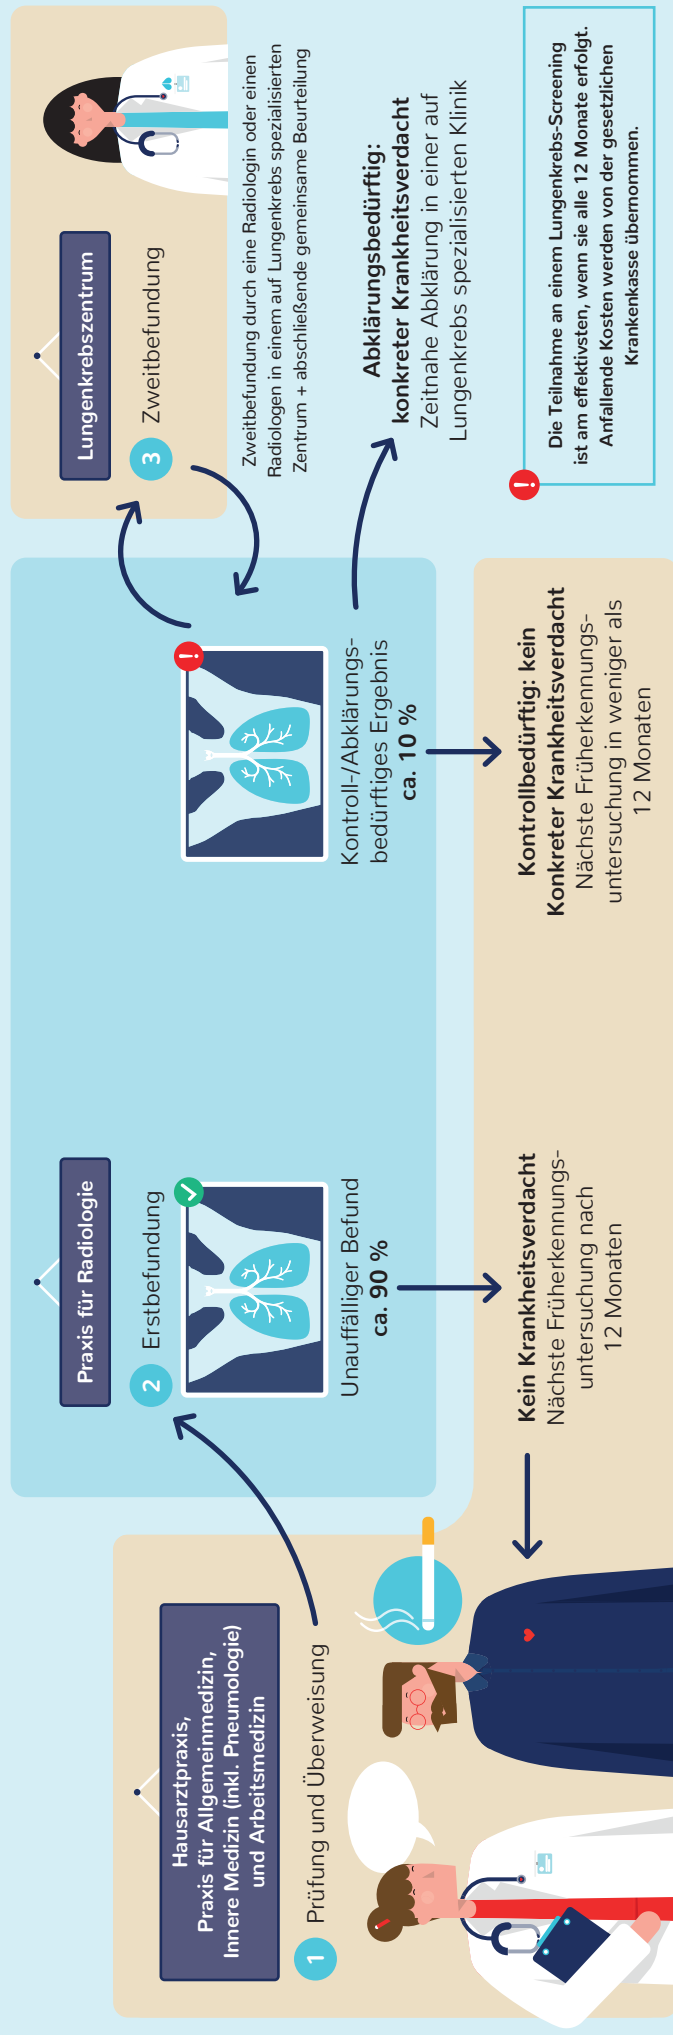 Hausarztpraxis,
Praxis für Allgemeinmedizin,
Innere Medizin (inkl. Pneumologie)
und Arbeitsmedizin
1 Prüfung und Überweisung
Praxis für Radiologie
2 Erstbefundung
Unauffälliger Befund
ca. 90 %
Kein Krankheitsverdacht
Nächste Früherkennungs-
untersuchung nach
12 Monaten
Kontroll-/Abklärungs-
bedürftiges Ergebnis
ca. 10 %
Kontrollbedürftig: kein
Konkreter Krankheitsverdacht
Nächste Früherkennungs-
untersuchung in weniger als
12 Monaten
Lungenkrebszentrum
3 Zweitbefundung
Zweitbefundung durch eine Radiologin oder einen
Radiologen in einem auf Lungenkrebs spezialisierten
Zentrum + abschließende gemeinsame Beurteilung
Abklärungsbedürftig:
konkreter Krankheitsverdacht
Zeitnahe Abklärung in einer auf
Lungenkrebs spezialisierten Klinik
Die Teilnahme an einem Lungenkrebs-Screening
ist am effektivsten, wenn sie alle 12 Monate erfolgt.
Anfallende Kosten werden von der gesetzlichen
Krankenkasse übernommen.